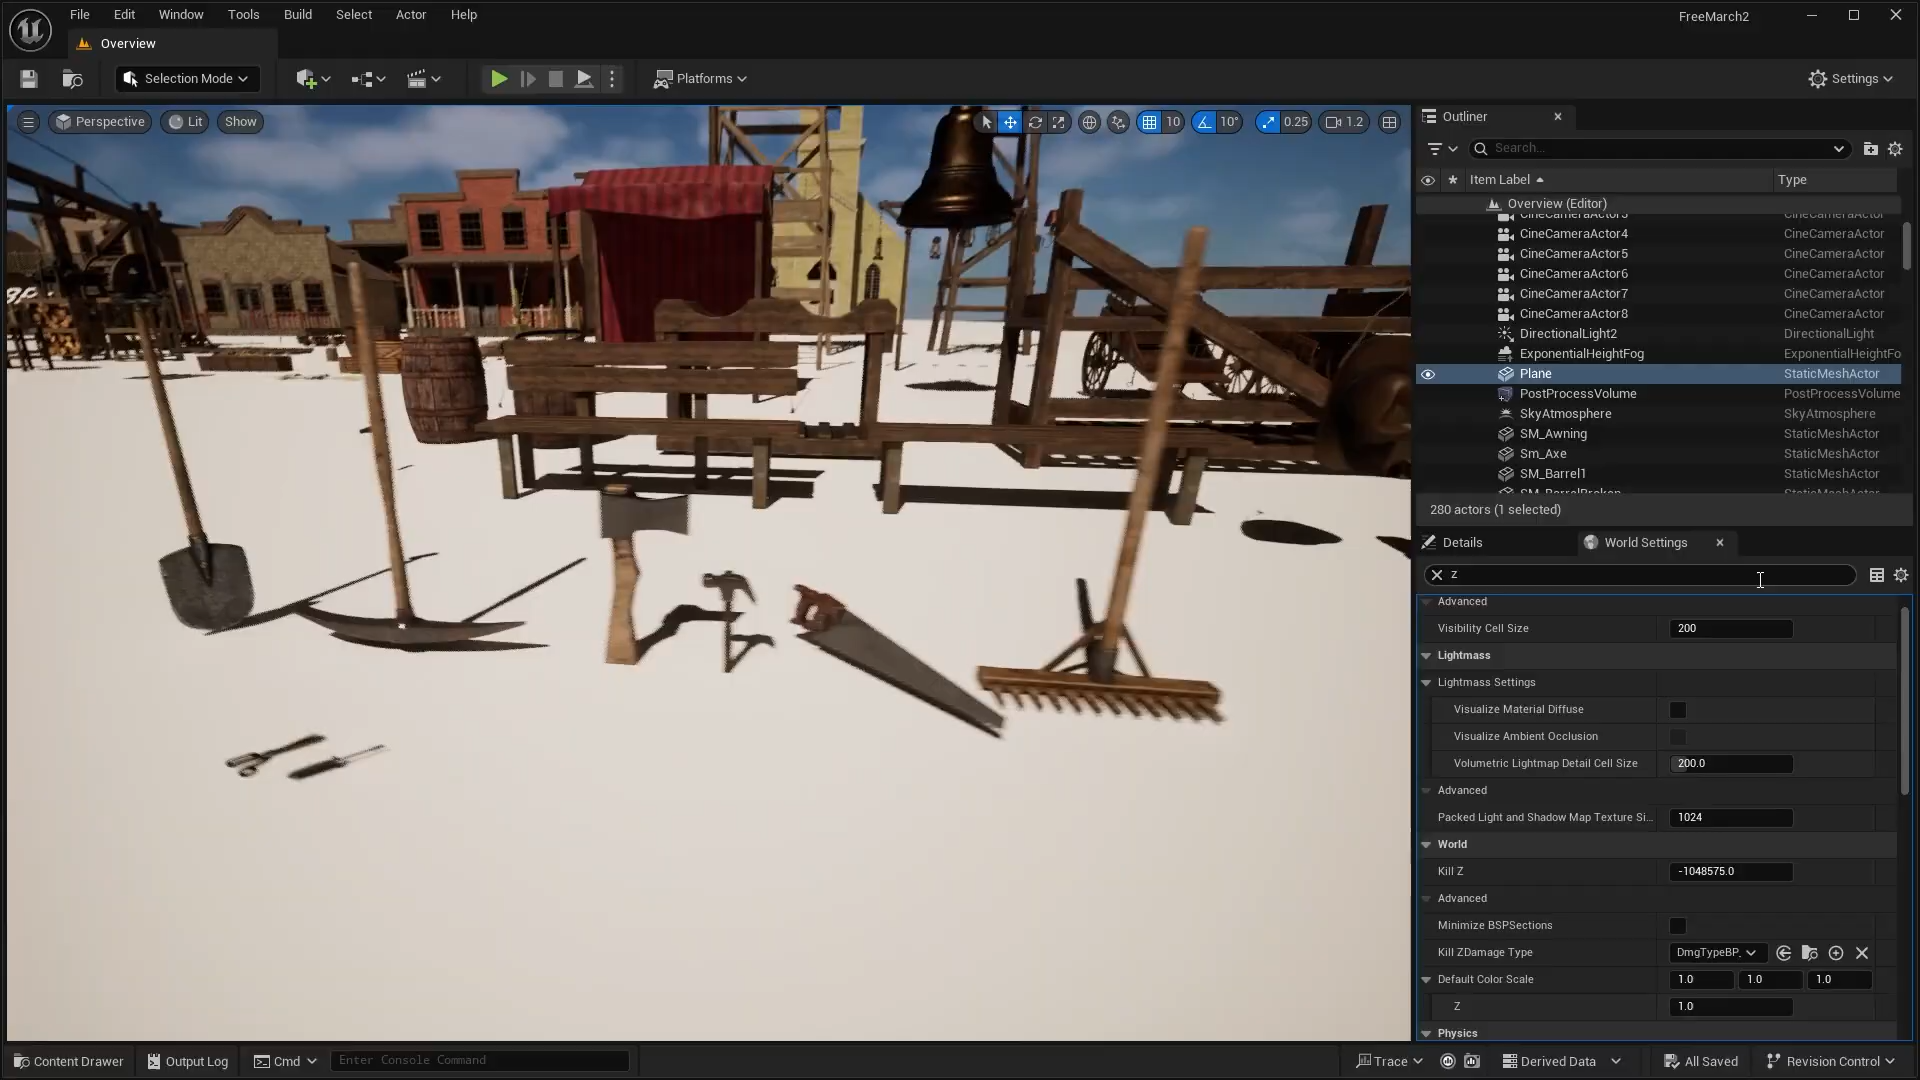 File Edit Window Tools Build Select Actor Help
FreeMarch2
Overview
Selection Mode
Platforms
Settings
Perspective Lit Show
10 10° 0.25 1.2
Outliner
Search...
Item Label Type
Overview (Editor)
CineCameraActor3 CineCameraActor
CineCameraActor4 CineCameraActor
CineCameraActor5 CineCameraActor
CineCameraActor6 CineCameraActor
CineCameraActor7 CineCameraActor
CineCameraActor8 CineCameraActor
DirectionalLight2 DirectionalLight
ExponentialHeightFog ExponentialHeightFo
Plane StaticMeshActor
PostProcessVolume PostProcessVolume
SkyAtmosphere SkyAtmosphere
SM_Awning StaticMeshActor
Sm_Axe StaticMeshActor
SM_Barrel1 StaticMeshActor
SM_BarrelBroken StaticMeshActor
280 actors (1 selected)
Details World Settings
z
Advanced
Visibility Cell Size 200
Lightmass
Lightmass Settings
Visualize Material Diffuse
Visualize Ambient Occlusion
Volumetric Lightmap Detail Cell Size 200.0
Advanced
Packed Light and Shadow Map Texture Si... 1024
World
Kill Z -1048575.0
Advanced
Minimize BSPSections
Kill ZDamage Type DmgTypeBP_
Default Color Scale 1.0 1.0 1.0
Z 1.0
Physics
Content Drawer Output Log Cmd Enter Console Command
Trace Derived Data All Saved Revision Control